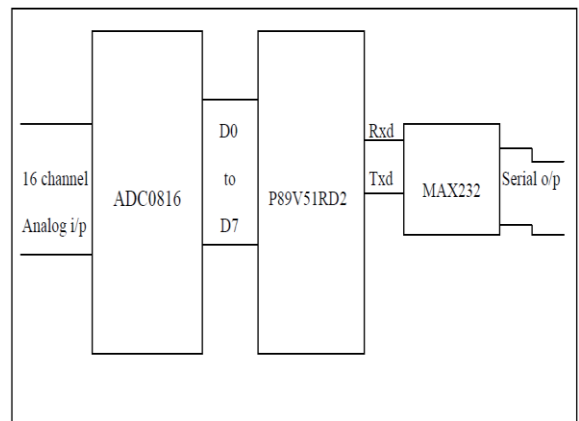 16 channel
Analog i/p
ADC0816
D0
to
D7
P89V51RD2
Rxd
Txd
MAX232
Serial o/p